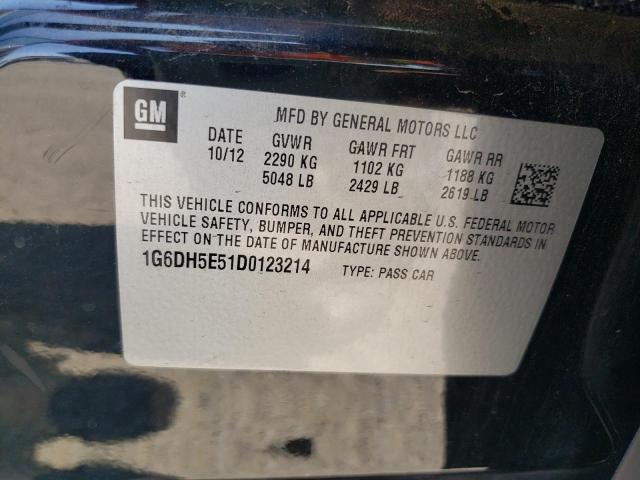 GM ®
MFD BY GENERAL MOTORS LLC
DATE GVWR GAWR FRT GAWR RR
10/12 2290 KG 1102 KG 1188 KG
5048 LB 2429 LB 2619 LB
THIS VEHICLE CONFORMS TO ALL APPLICABLE U.S. FEDERAL MOTOR
VEHICLE SAFETY, BUMPER, AND THEFT PREVENTION STANDARDS IN
EFFECT ON THE DATE OF MANUFACTURE SHOWN ABOVE.
1G6DH5E51D0123214 TYPE: PASS CAR